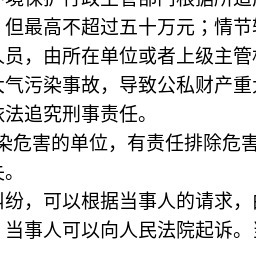 境保护行政主管部门根据所造成
但最高不超过五十万元；情节较
人员，由所在单位或者上级主管
大气污染事故，导致公私财产重大
依法追究刑事责任。
染危害的单位，有责任排除危害
失。
纠纷，可以根据当事人的请求，由
当事人可以向人民法院起诉。